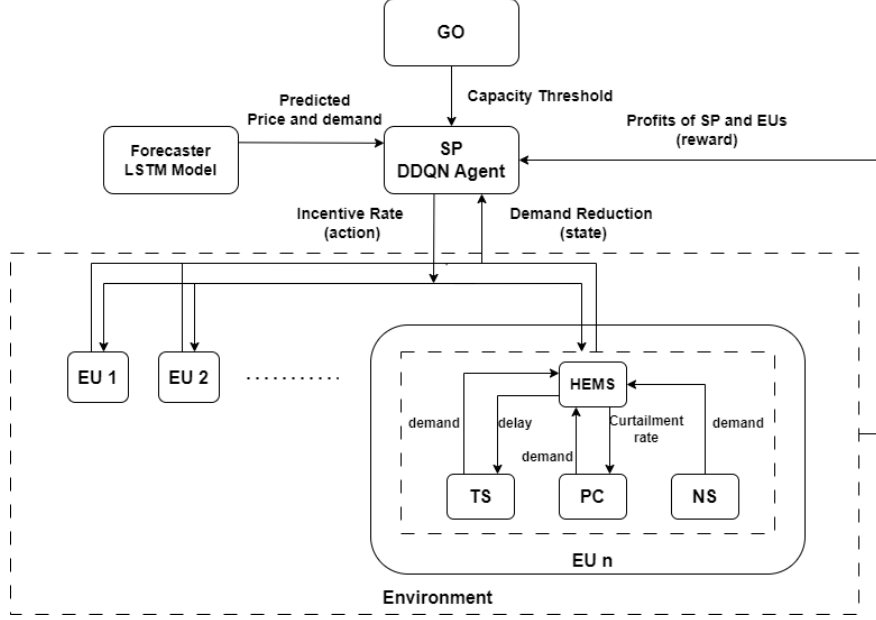 GO
Capacity Threshold
Predicted
Price and demand
Profits of SP and EUs
(reward)
Forecaster
LSTM Model
SP
DDQN Agent
Incentive Rate
(action)
Demand Reduction
(state)
EU 1
EU 2
HEMS
demand
delay
demand
Curtailment
rate
demand
TS
PC
NS
EU n
Environment